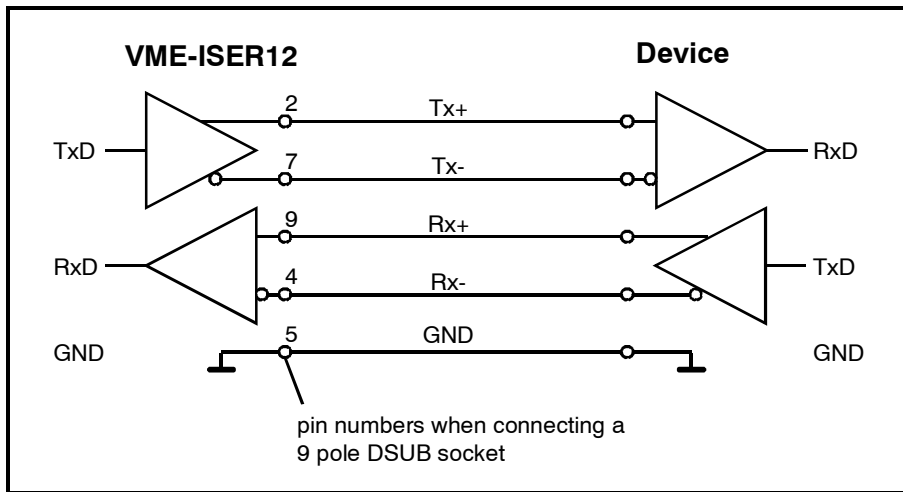 VME-ISER12
Device
2
Tx+
TxD
RxD
7
Tx-
9
Rx+
RxD
TxD
4
Rx-
5
GND
GND
GND
pin numbers when connecting a
9 pole DSUB socket